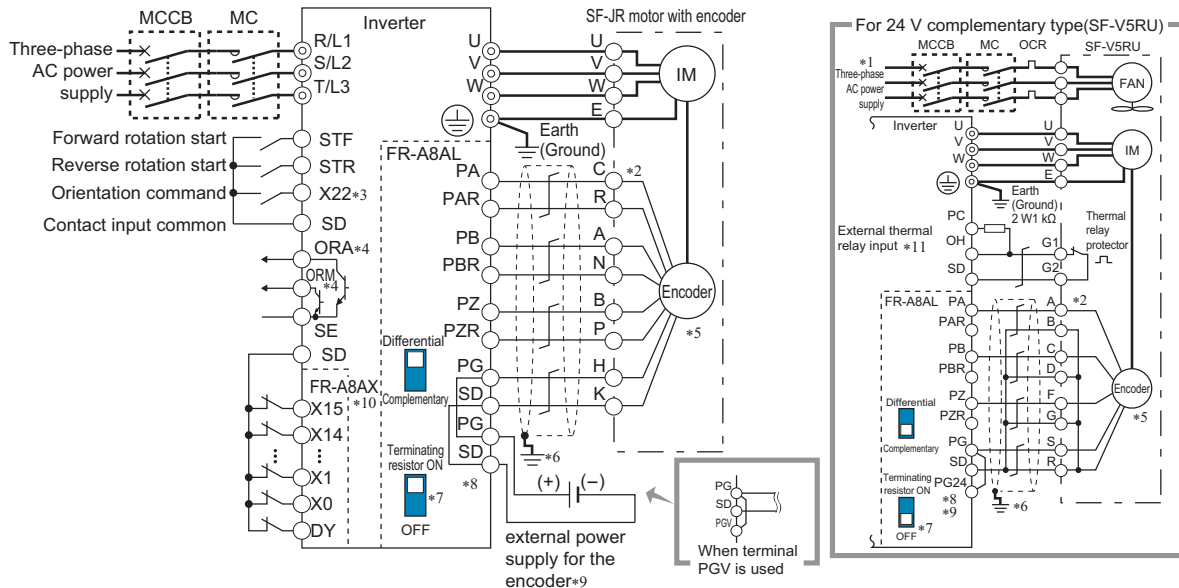 MCCB
MC
Inverter
SF-JR motor with encoder
Three-phase
AC power
supply
R/L1
S/L2
T/L3
U
V
W
U
V
W
E
IM
Earth
(Ground)
Forward rotation start
Reverse rotation start
Orientation command
Contact input common
STF
STR
X22*3
SD
ORA*4
ORM
*4
SE
SD
FR-A8AX
*10
X15
X14
X1
X0
DY
FR-A8AL
PA
PAR
PB
PBR
PZ
PZR
PG
SD
PG
SD
Differential
Complementary
Terminating
resistor ON
*7
OFF
*8
C
*2
R
A
N
B
P
H
K
Encoder
*5
*6
(+)
(−)
external power
supply for the
encoder*9
PG
SD
PGV
When terminal
PGV is used
For 24 V complementary type(SF-V5RU)
MCCB
MC
OCR
SF-V5RU
*1
Three-phase
AC power
supply
FAN
Inverter
U
V
W
U
V
W
E
IM
Earth
(Ground)
2 W1 kΩ
External thermal
relay input *11
PC
OH
SD
G1
G2
Thermal
relay
protector
FR-A8AL
PA
PAR
PB
PBR
PZ
PZR
PG
SD
PG24
A
*2
B
C
D
F
G
S
R
Encoder
*5
Differential
Complementary
Terminating
resistor ON
*7
OFF
*8
*9
*6